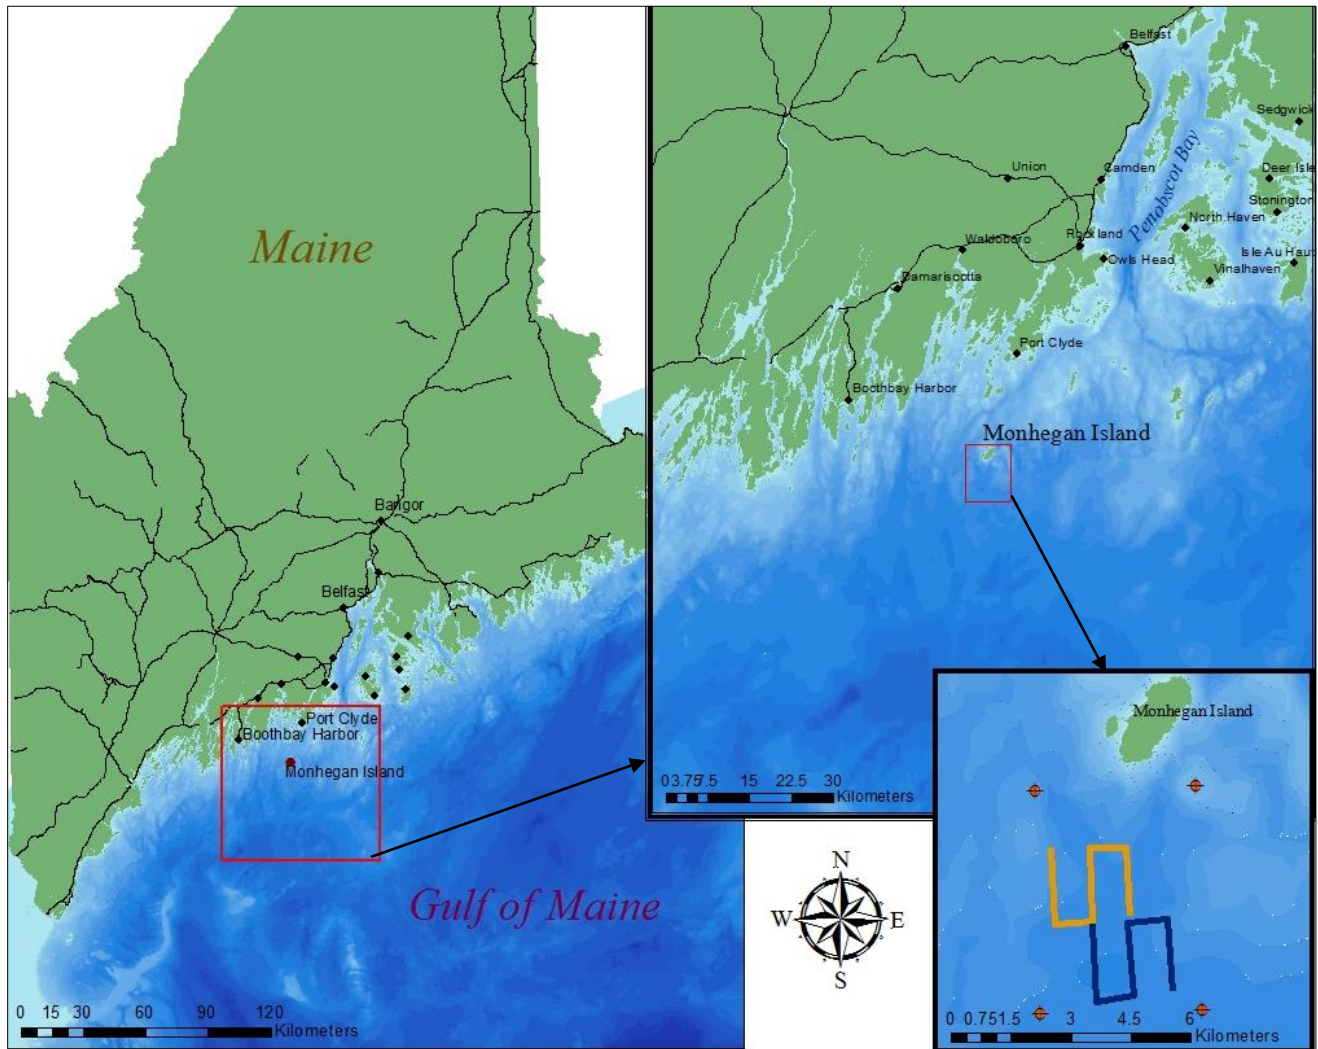 Maine
Bangor
Belfast
Port Clyde
Boothbay Harbor
Monhegan Island
Gulf of Maine
0 15 30 60 90 120
Kilometers
Belfast
Sedgwick
Union
Camden
Deer Isle
Penobscot Bay
Stonington
North Haven
Waldoboro
Rockland
Owls Head
Isle Au Haut
Vinalhaven
Damariscotta
Port Clyde
Boothbay Harbor
Monhegan Island
0 3.75 7.5 15 22.5 30
Kilometers
N
W E
S
Monhegan Island
0 0.75 1.5 3 4.5 6
Kilometers